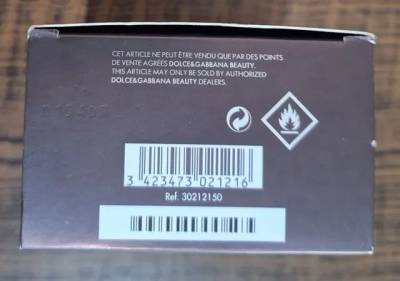 CET ARTICLE NE PEUT ÊTRE VENDU QUE PAR DES POINTS
DE VENTE AGRÉÉS DOLCE&GABBANA BEAUTY.
THIS ARTICLE MAY ONLY BE SOLD BY AUTHORIZED
DOLCE&GABBANA BEAUTY DEALERS.
3 423473 021216
Ref. 30212150